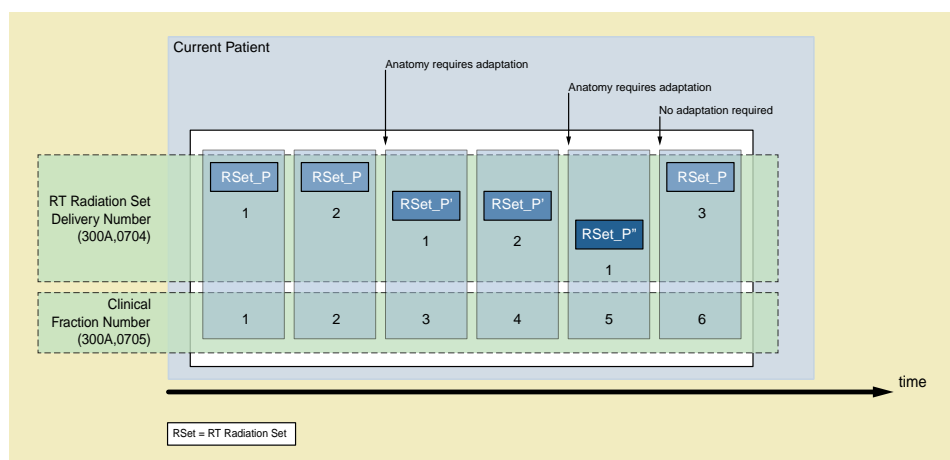 Current Patient
Anatomy requires adaptation
Anatomy requires adaptation
No adaptation required
RT Radiation Set
Delivery Number
(300A,0704)
RSet_P
RSet_P
RSet_P'
RSet_P'
RSet_P"
RSet_P
1
2
1
2
1
3
Clinical
Fraction Number
(300A,0705)
1
2
3
4
5
6
time
RSet = RT Radiation Set